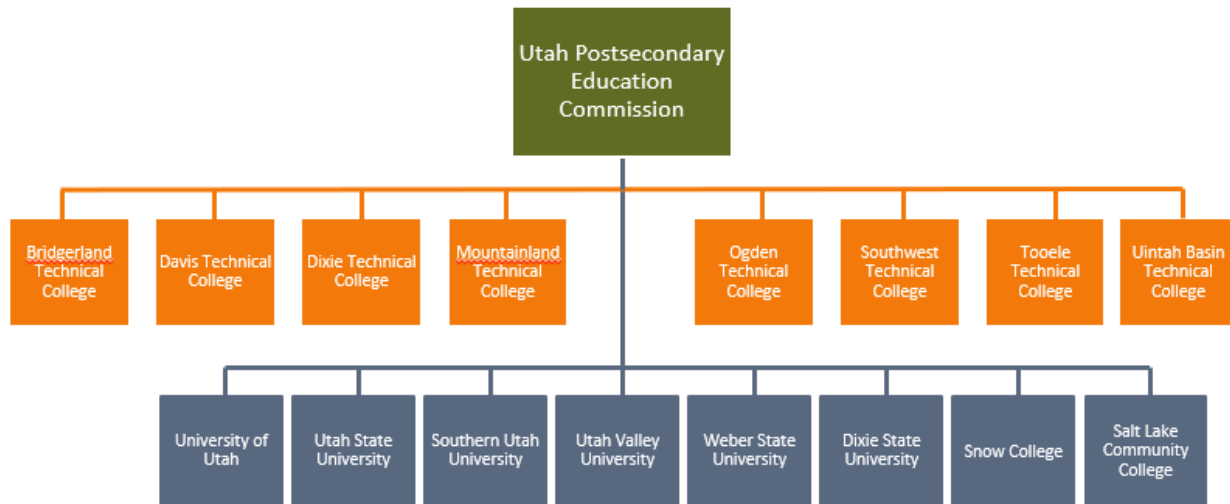 Utah Postsecondary
Education
Commission
Bridgerland
Technical
College
Davis Technical
College
Dixie Technical
College
Mountainland
Technical
College
Ogden
Technical
College
Southwest
Technical
College
Tooele
Technical
College
Uintah Basin
Technical
College
University of
Utah
Utah State
University
Southern Utah
University
Utah Valley
University
Weber State
University
Dixie State
University
Snow College
Salt Lake
Community
College